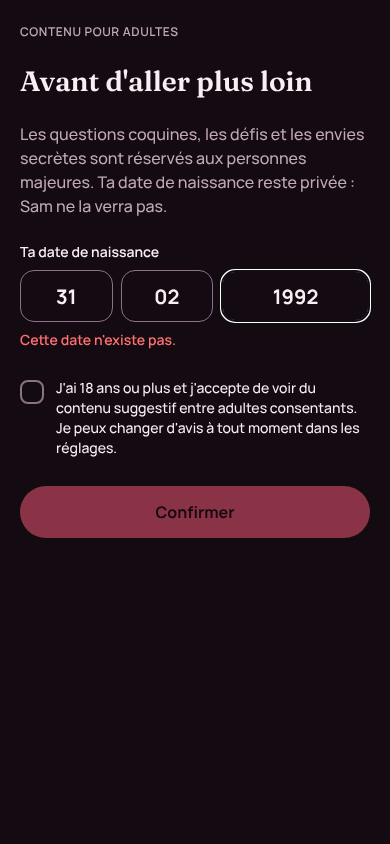 CONTENU POUR ADULTES
Avant d'aller plus loin
Les questions coquines, les défis et les envies
secrètes sont réservés aux personnes
majeures. Ta date de naissance reste privée :
Sam ne la verra pas.
Ta date de naissance
31 02 1992
Cette date n'existe pas.
J'ai 18 ans ou plus et j'accepte de voir du
contenu suggestif entre adultes consentants.
Je peux changer d'avis à tout moment dans les
réglages.
Confirmer